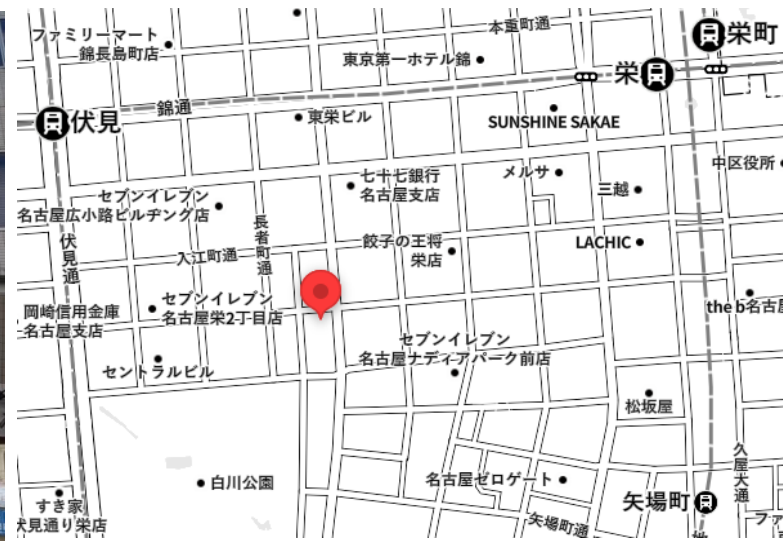 ファミリーマート
錦長島町店
本重町通
栄町
東京第一ホテル錦
栄
伏見
錦通
東栄ビル
SUNSHINE SAKAE
七十七銀行
名古屋支店
メルサ
三越
中区役所
セブンイレブン
名古屋広小路ビルヂング店
長者町通
伏見通
入江町通
餃子の王将
栄店
LACHIC
岡崎信用金庫
名古屋支店
セブンイレブン
名古屋栄2丁目店
the b名古屋
セントラルビル
セブンイレブン
名古屋ナディアパーク前店
松坂屋
白川公園
名古屋ゼロゲート
久屋大通
矢場町
すき家
伏見通り栄店
矢場町通
ファ
地